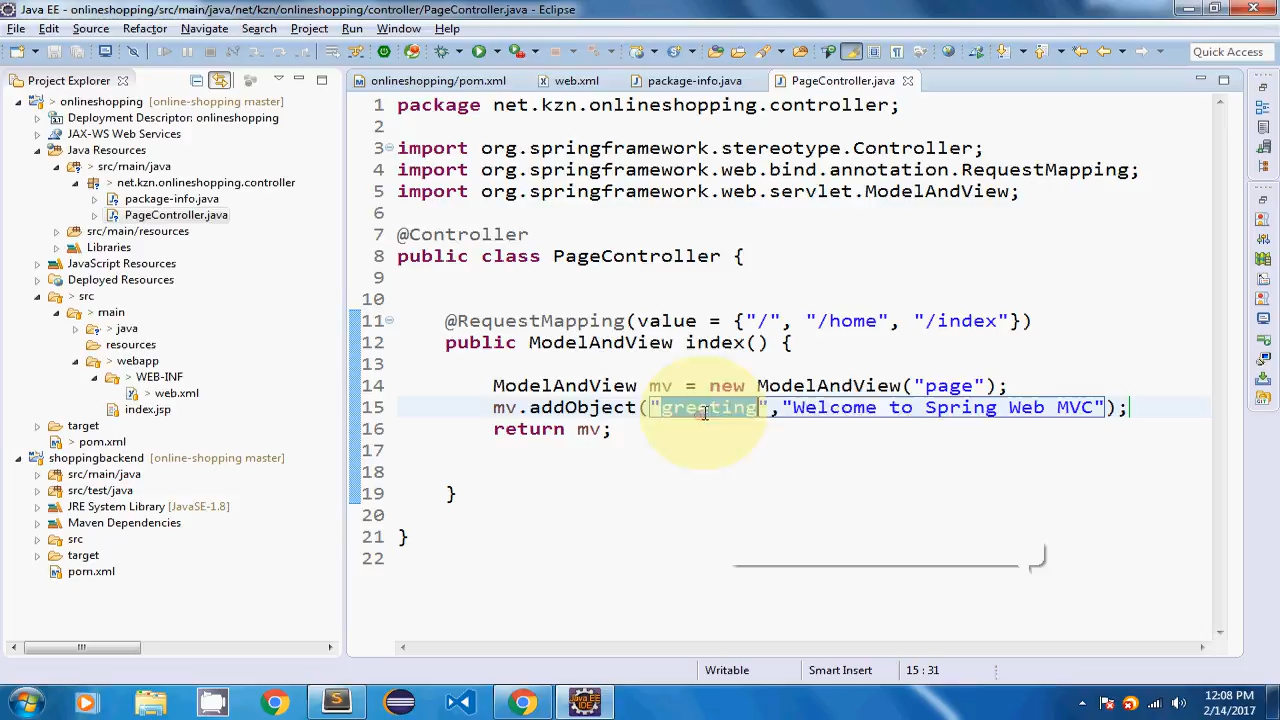 Java EE - onlineshopping/src/main/java/net/kzn/onlineshopping/controller/PageController.java - Eclipse
File Edit Source Refactor Navigate Search Project Run Window Help
Quick Access
Project Explorer
onlineshopping/pom.xml web.xml package-info.java PageController.java
onlineshopping [online-shopping master]
Deployment Descriptor: onlineshopping
JAX-WS Web Services
Java Resources
> src/main/java
> net.kzn.onlineshopping.controller
package-info.java
PageController.java
> src/main/resources
Libraries
JavaScript Resources
Deployed Resources
> src
> main
> java
resources
> webapp
> WEB-INF
> web.xml
index.jsp
target
> pom.xml
shoppingbackend [online-shopping master]
src/main/java
src/test/java
JRE System Library [JavaSE-1.8]
Maven Dependencies
src
target
pom.xml
1 package net.kzn.onlineshopping.controller;
2
3 import org.springframework.stereotype.Controller;
4 import org.springframework.web.bind.annotation.RequestMapping;
5 import org.springframework.web.servlet.ModelAndView;
6
7 @Controller
8 public class PageController {
9
10
11 @RequestMapping(value = {"/", "/home", "/index"})
12 public ModelAndView index() {
13
14 ModelAndView mv = new ModelAndView("page");
15 mv.addObject("greeting","Welcome to Spring Web MVC");
16 return mv;
17
18
19 }
20
21 }
22
Writable Smart Insert 15 : 31
12:08 PM
2/14/2017